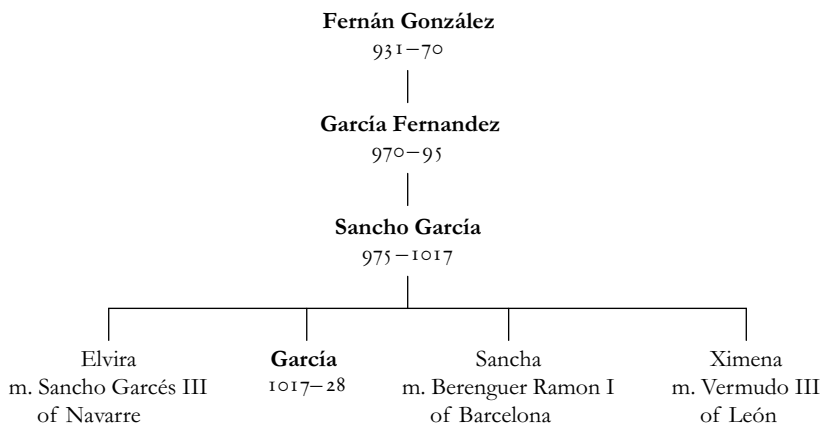 Fernán González
931–70
García Fernandez
970–95
Sancho García
975–1017
Elvira
m. Sancho Garcés III
of Navarre
García
1017–28
Sancha
m. Berenguer Ramon I
of Barcelona
Ximena
m. Vermudo III
of León